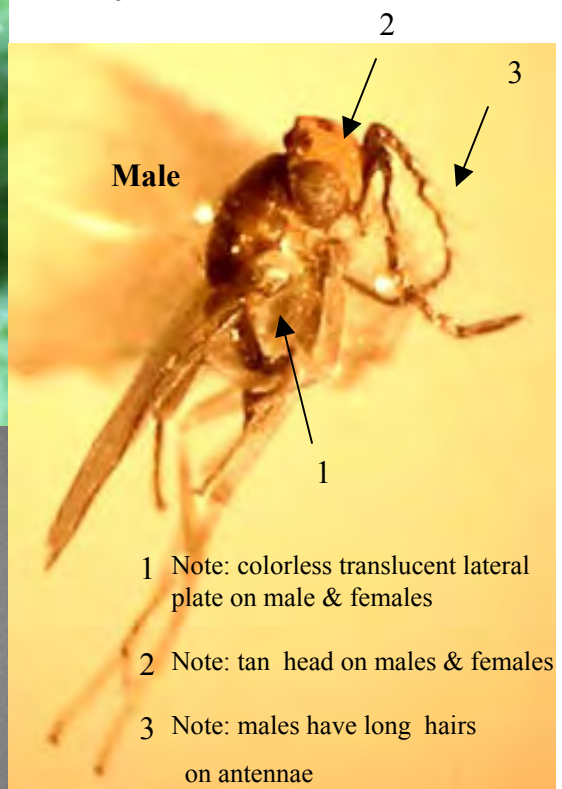 2
3
Male
1
1 Note: colorless translucent lateral
plate on male & females
2 Note: tan head on males & females
3 Note: males have long hairs
on antennae